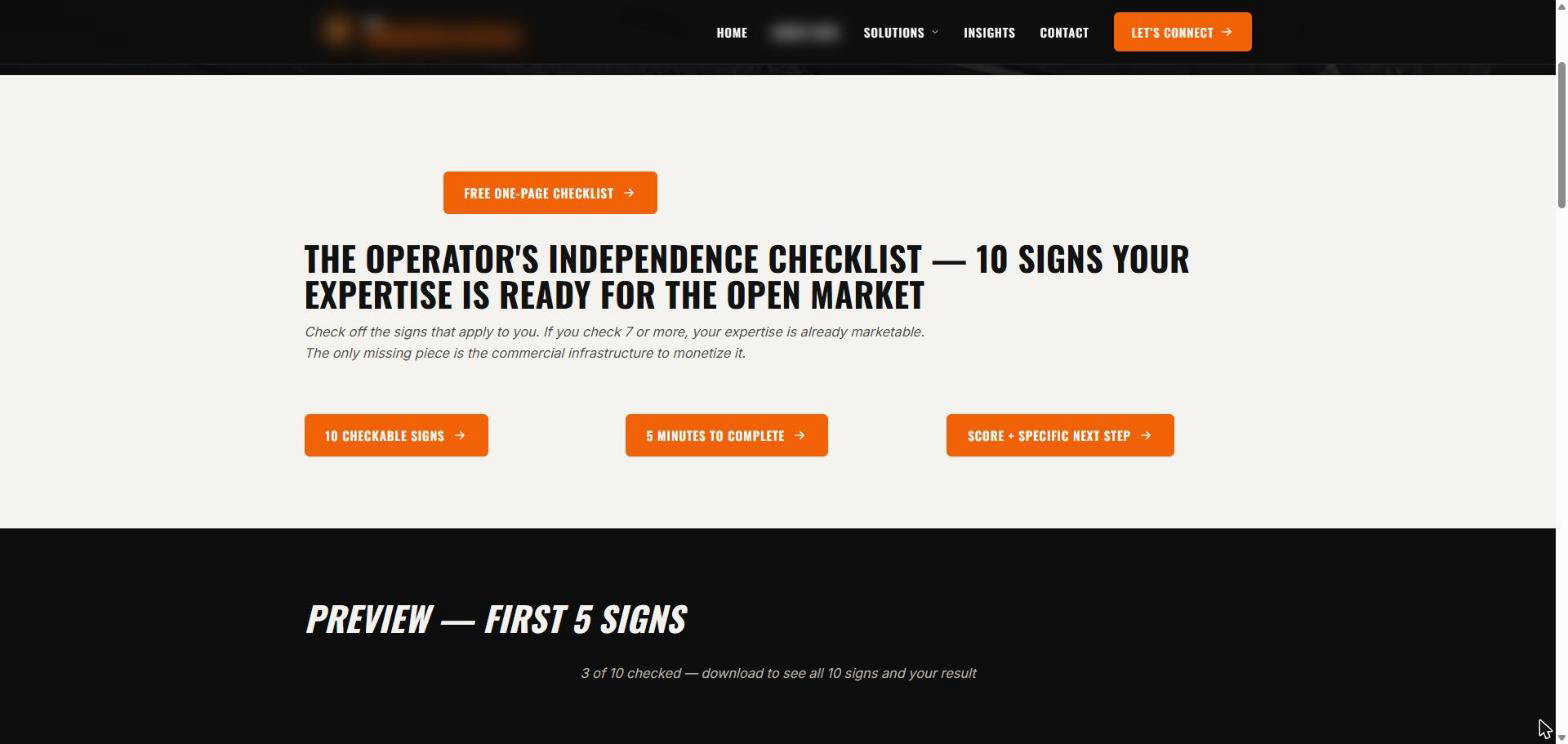 HOME SOLUTIONS INSIGHTS CONTACT LET'S CONNECT →
FREE ONE-PAGE CHECKLIST →
THE OPERATOR'S INDEPENDENCE CHECKLIST — 10 SIGNS YOUR
EXPERTISE IS READY FOR THE OPEN MARKET
Check off the signs that apply to you. If you check 7 or more, your expertise is already marketable.
The only missing piece is the commercial infrastructure to monetize it.
10 CHECKABLE SIGNS → 5 MINUTES TO COMPLETE → SCORE + SPECIFIC NEXT STEP →
PREVIEW — FIRST 5 SIGNS
3 of 10 checked — download to see all 10 signs and your result